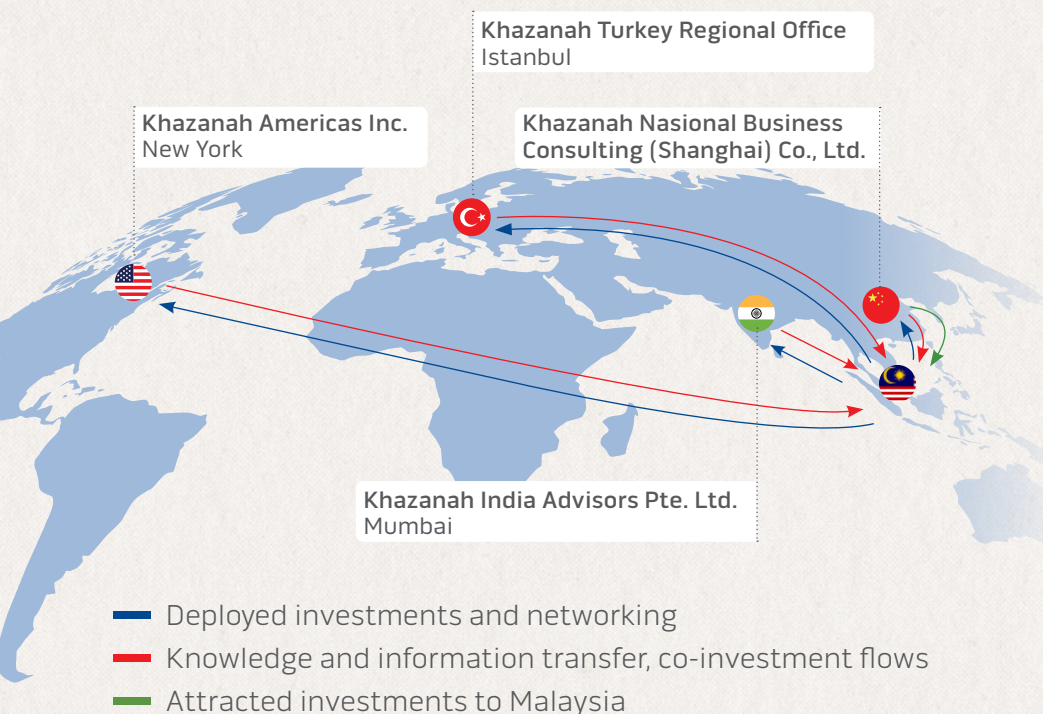 Khazanah Turkey Regional Office
Istanbul
Khazanah Americas Inc.
New York
Khazanah Nasional Business
Consulting (Shanghai) Co., Ltd.
Khazanah India Advisors Pte. Ltd.
Mumbai
Deployed investments and networking
Knowledge and information transfer, co-investment flows
Attracted investments to Malaysia